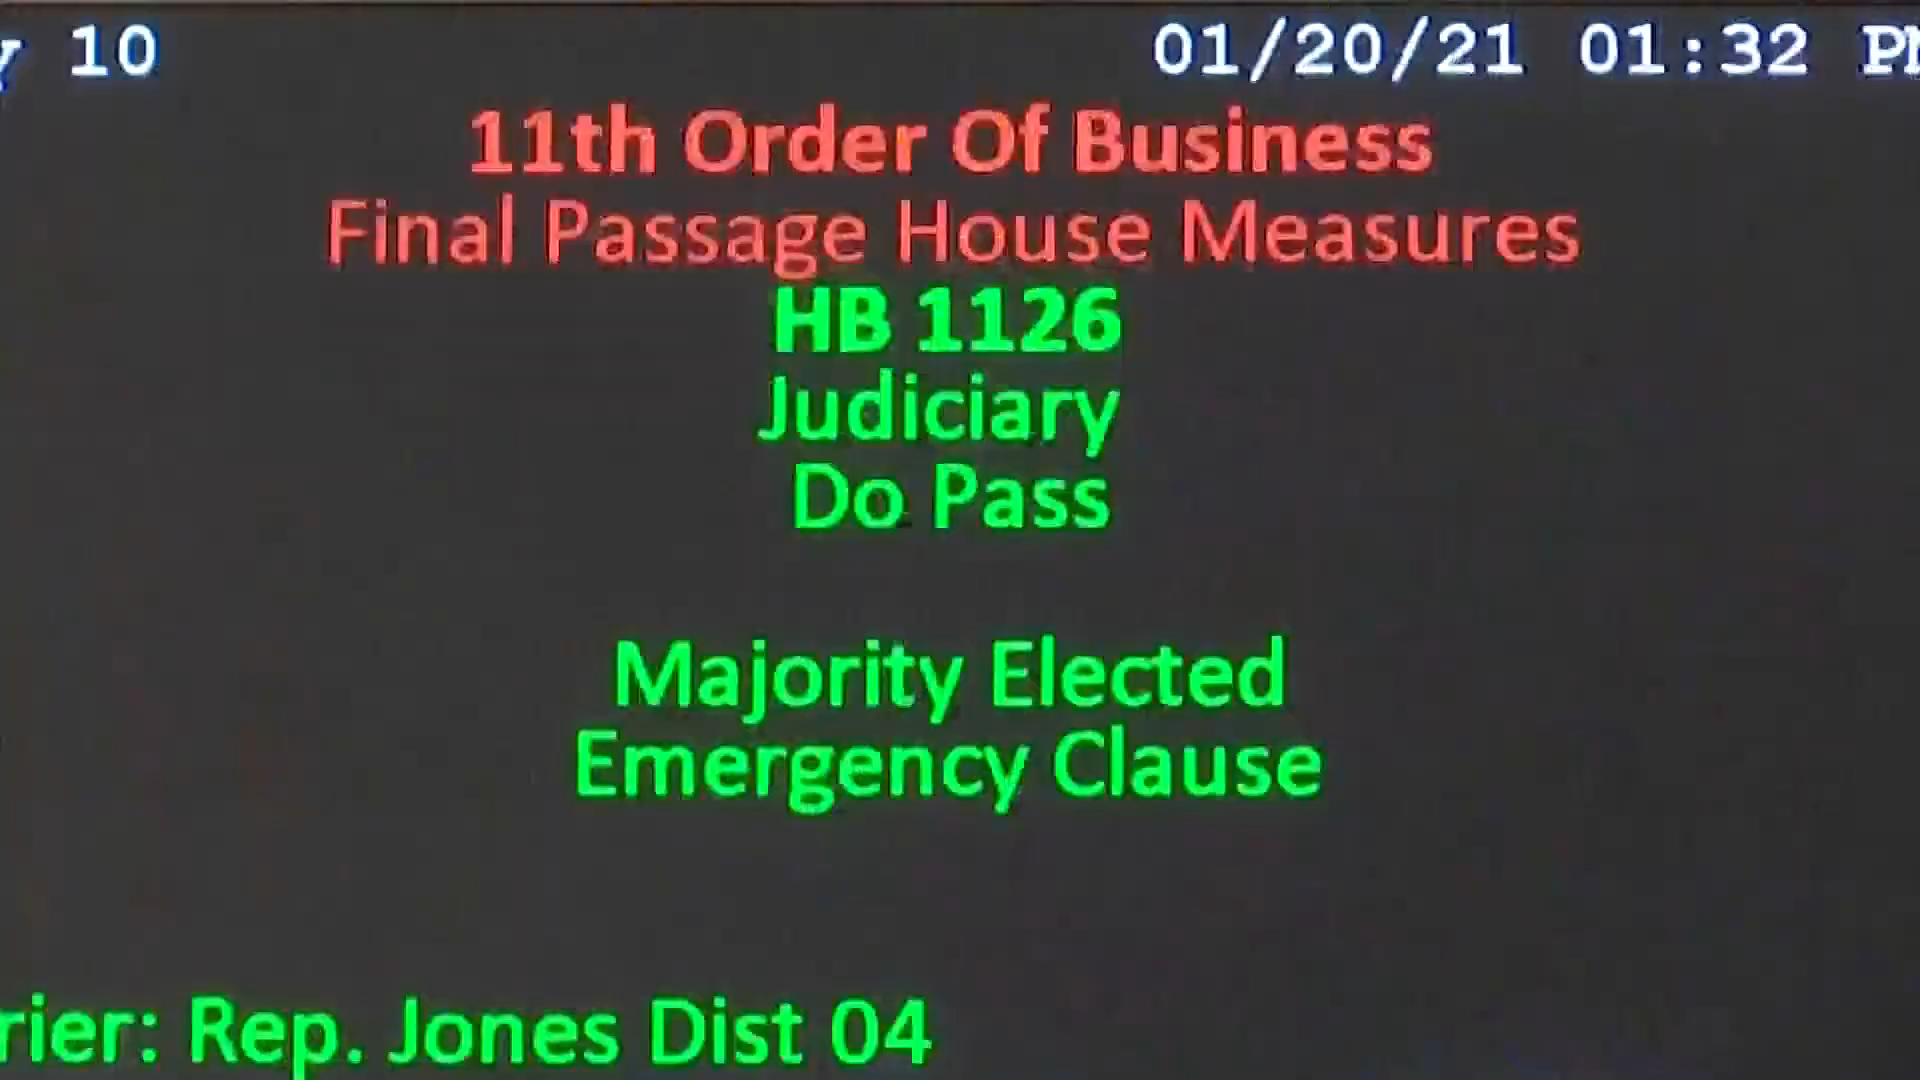 10 01/20/21 01:32
11th Order Of Business
Final Passage House Measures
HB 1126
Judiciary
Do Pass
Majority Elected
Emergency Clause
rier: Rep. Jones Dist 04